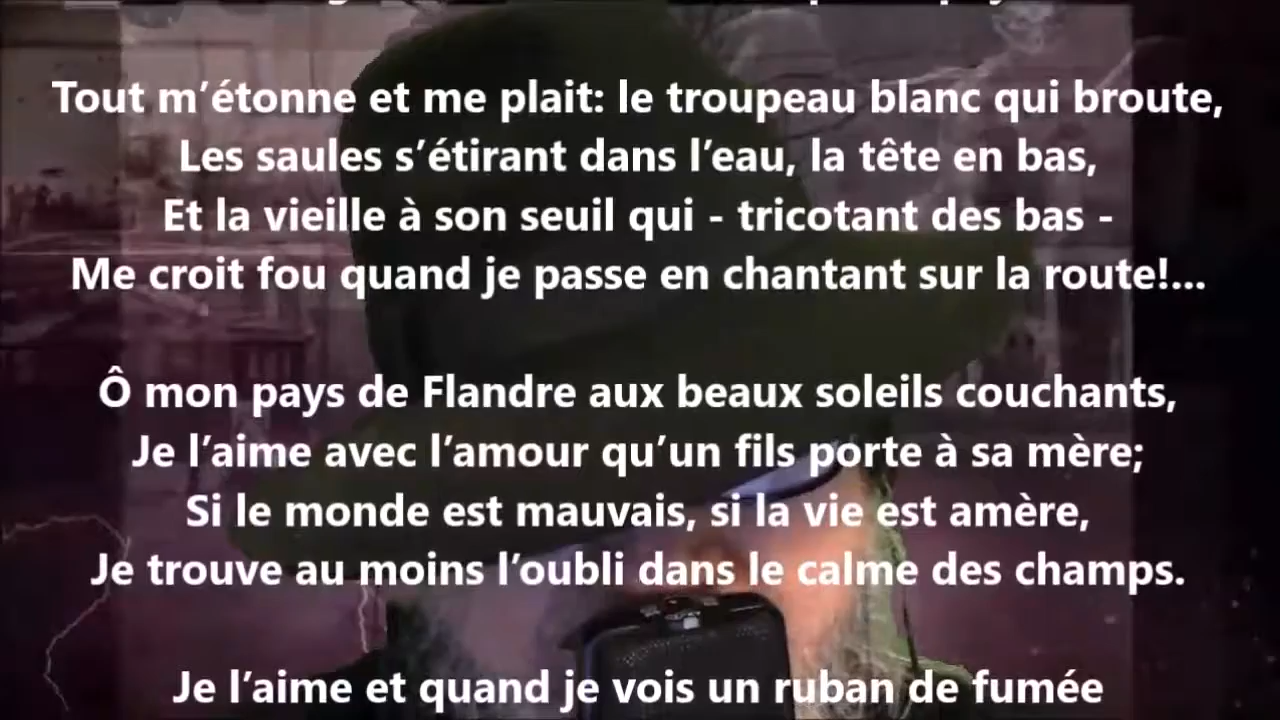 Tout m’étonne et me plait: le troupeau blanc qui broute,
Les saules s’étirant dans l’eau, la tête en bas,
Et la vieille à son seuil qui - tricotant des bas -
Me croit fou quand je passe en chantant sur la route!...
Ô mon pays de Flandre aux beaux soleils couchants,
Je l’aime avec l’amour qu’un fils porte à sa mère;
Si le monde est mauvais, si la vie est amère,
Je trouve au moins l’oubli dans le calme des champs.
Je l’aime et quand je vois un ruban de fumée